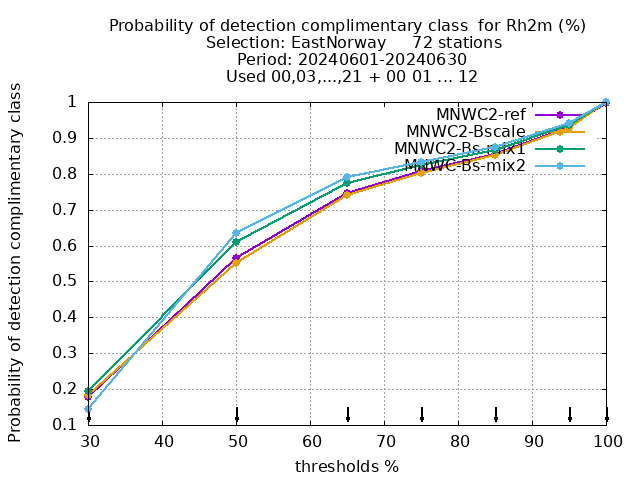 Probability of detection complimentary class for Rh2m (%)
Selection: EastNorway 72 stations
Period: 20240601-20240630
Used 00,03,...,21 + 00 01 ... 12
Probability of detection complimentary class
1
0.9
0.8
0.7
0.6
0.5
0.4
0.3
0.2
0.1
MNWC2-ref
MNWC2-Bscale
MNWC2-Bs-mix1
MNWC-Bs-mix2
30 40 50 60 70 80 90 100
thresholds %